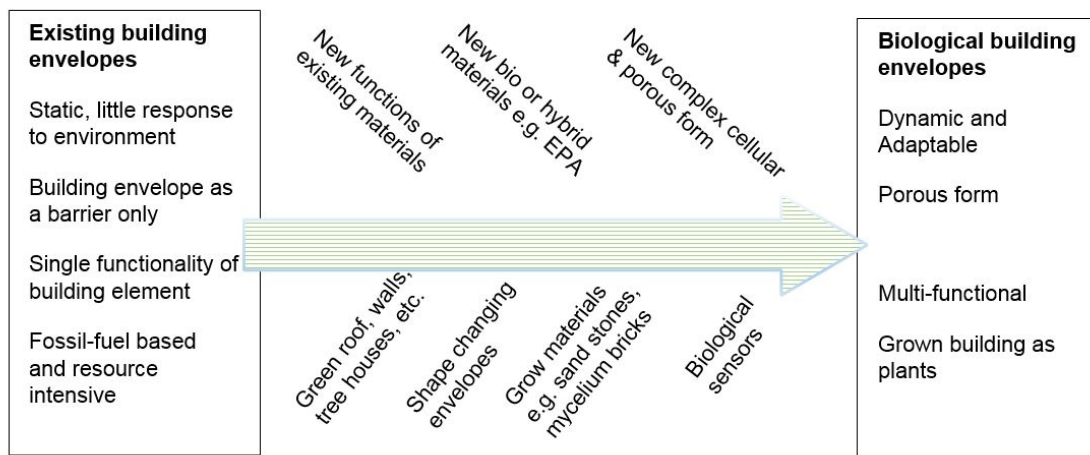 Existing building
envelopes
Static, little response
to environment
Building envelope as
a barrier only
Single functionality of
building element
Fossil-fuel based
and resource
intensive
New functions of
existing materials
New bio or hybrid
materials e.g. EPA
New complex cellular
& porous form
Green roof, walls,
tree houses, etc.
Shape changing
envelopes
Grow materials
e.g. sand stones,
mycelium bricks
Biological
sensors
Biological building
envelopes
Dynamic and
Adaptable
Porous form
Multi-functional
Grown building as
plants